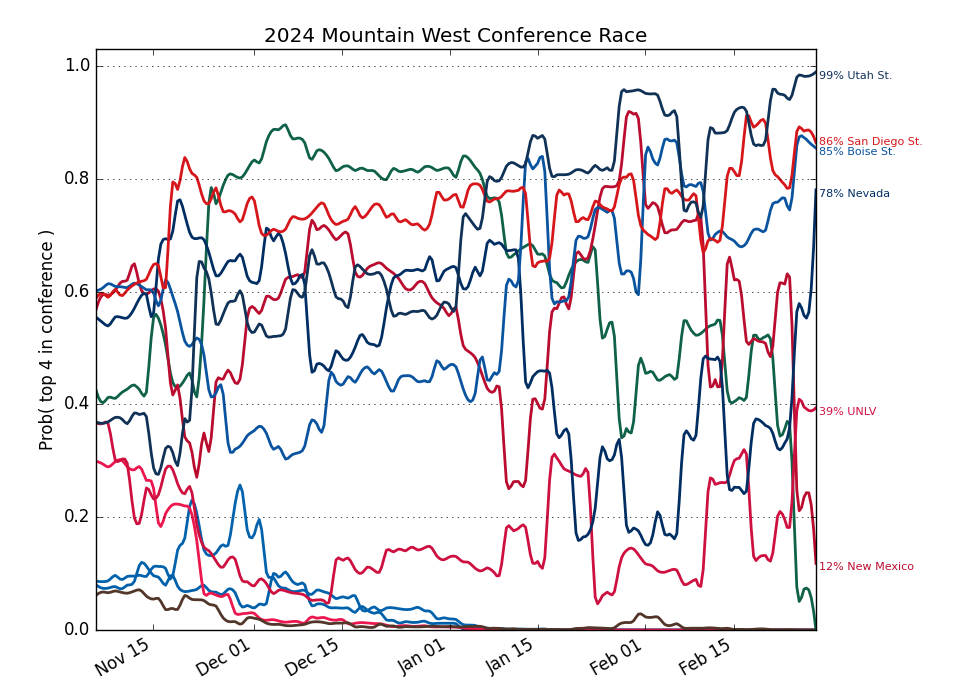 2024 Mountain West Conference Race
Prob( top 4 in conference )
1.0
0.8
0.6
0.4
0.2
0.0
Nov 15
Dec 01
Dec 15
Jan 01
Jan 15
Feb 01
Feb 15
99% Utah St.
86% San Diego St.
85% Boise St.
78% Nevada
39% UNLV
12% New Mexico